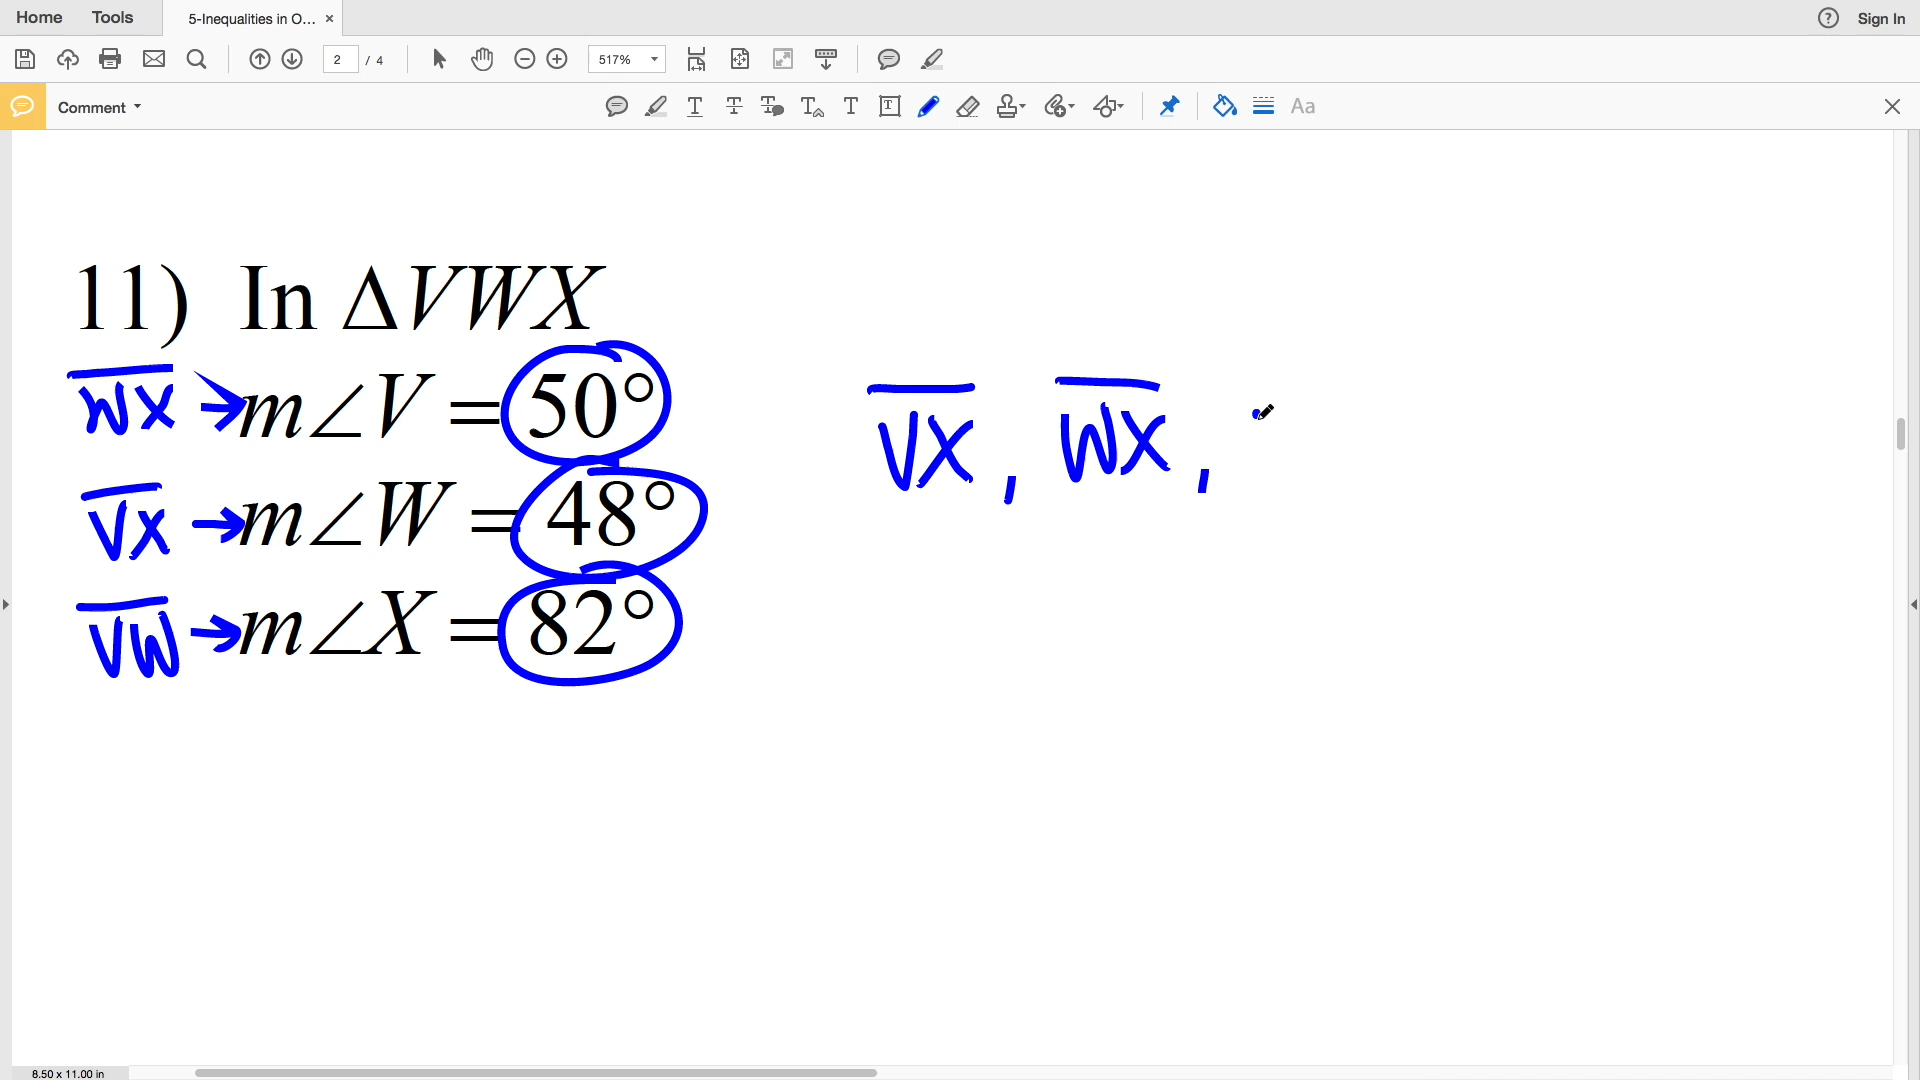 Home Tools 5-Inequalities in O... × ? Sign In
2 / 4 517%
Comment T T T T T T Aa
11) In ΔVWX
WX → m∠V = 50°
VX → m∠W = 48°
VW → m∠X = 82°
VX , WX ,
8.50 x 11.00 in